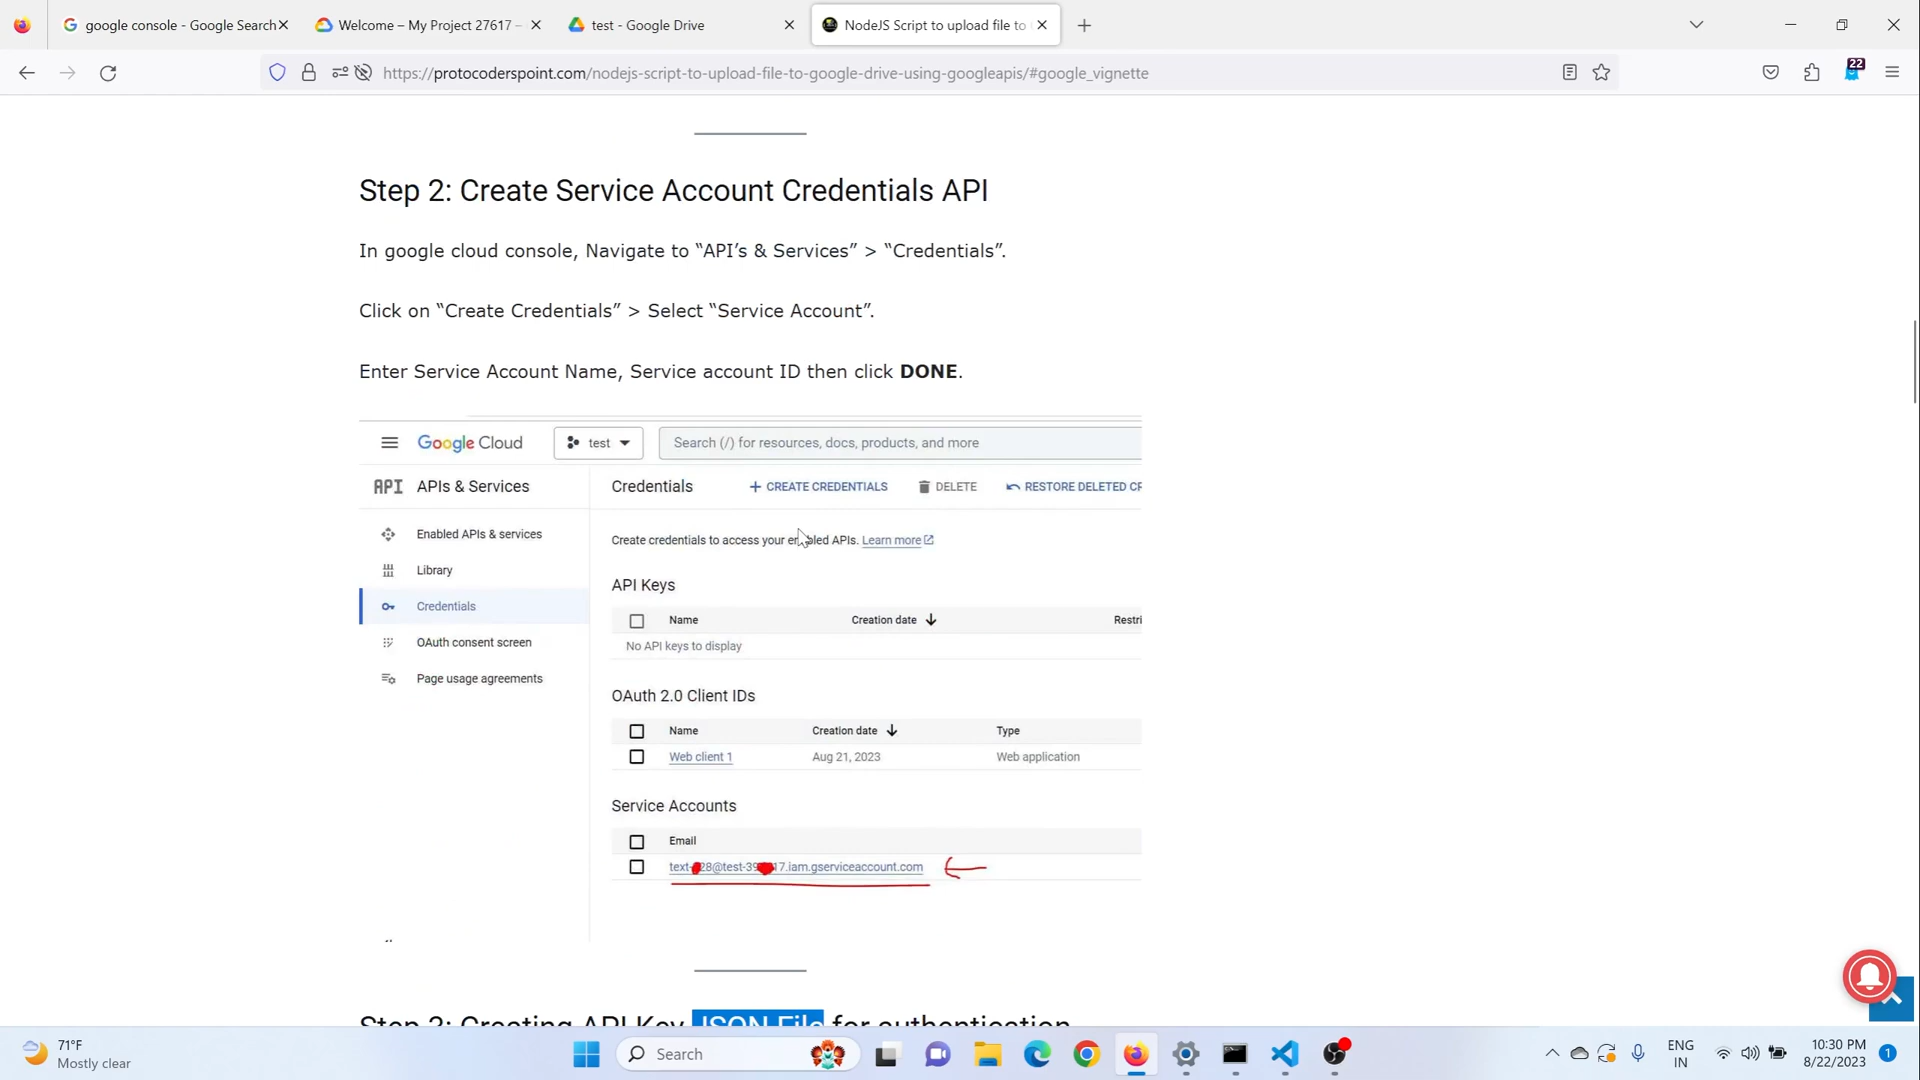 google console - Google Search
Welcome – My Project 27617 –
test - Google Drive
NodeJS Script to upload file to
https://protocoderspoint.com/nodejs-script-to-upload-file-to-google-drive-using-googleapis/#google_vignette
22
Step 2: Create Service Account Credentials API
In google cloud console, Navigate to “API’s & Services” > “Credentials”.
Click on “Create Credentials” > Select “Service Account”.
Enter Service Account Name, Service account ID then click DONE.
Google Cloud
test
Search (/) for resources, docs, products, and more
API APIs & Services
Credentials
+ CREATE CREDENTIALS
DELETE
RESTORE DELETED CR
Enabled APIs & services
Library
Credentials
OAuth consent screen
Page usage agreements
Create credentials to access your enabled APIs. Learn more
API Keys
Name Creation date Restri
No API keys to display
OAuth 2.0 Client IDs
Name Creation date Type
Web client 1 Aug 21, 2023 Web application
Service Accounts
Email
Step 3: Creating API Key JSON File for authentication
71°F
Mostly clear
Search
ENG
IN
10:30 PM
8/22/2023
1